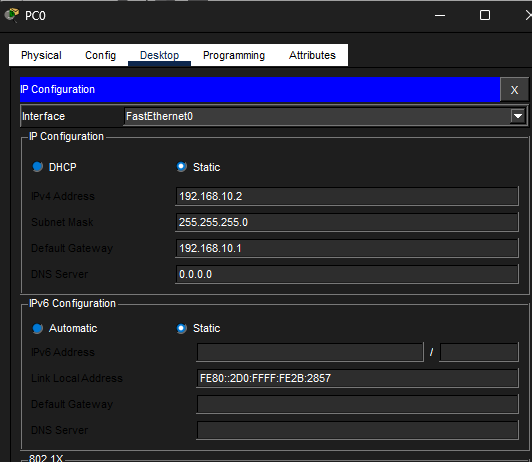 PC0
Physical Config Desktop Programming Attributes
IP Configuration
X
Interface FastEthernet0
IP Configuration
DHCP Static
IPv4 Address 192.168.10.2
Subnet Mask 255.255.255.0
Default Gateway 192.168.10.1
DNS Server 0.0.0.0
IPv6 Configuration
Automatic Static
IPv6 Address /
Link Local Address FE80::2D0:FFFF:FE2B:2857
Default Gateway
DNS Server
802.1X